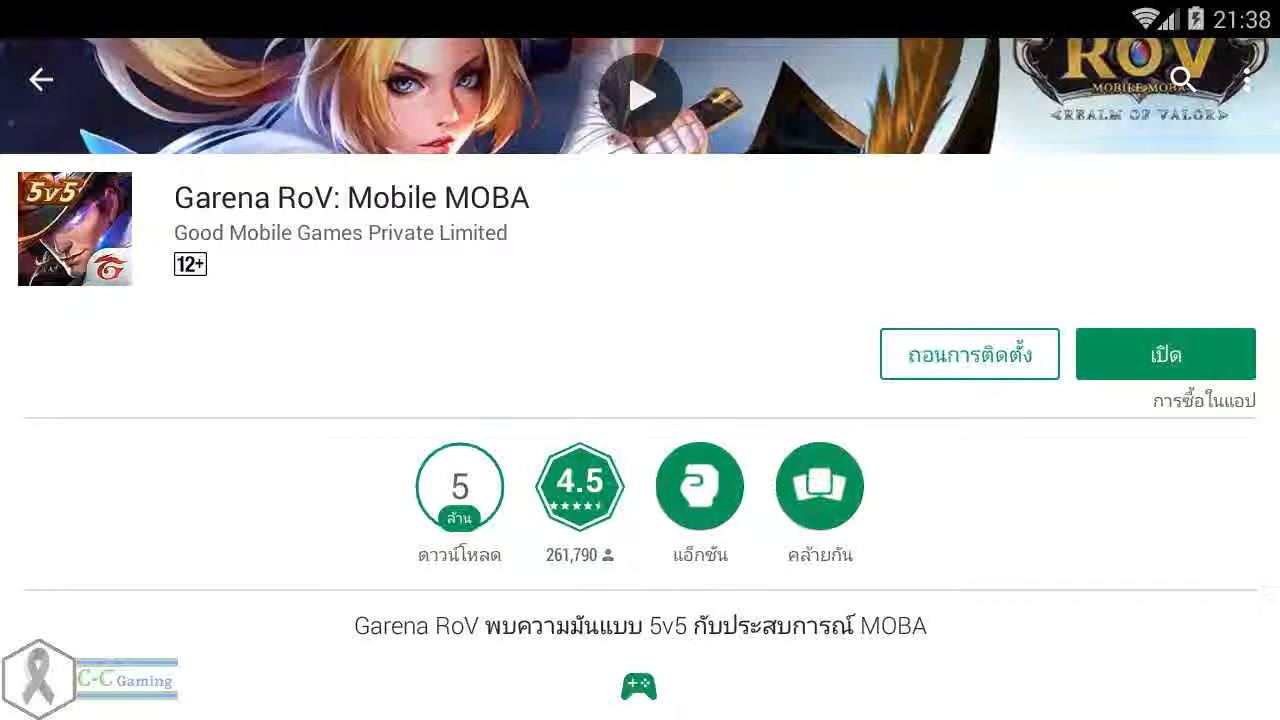 21:38
RoV
MOBILE MOBA
REALM OF VALOR
5v5
Garena RoV: Mobile MOBA
Good Mobile Games Private Limited
12+
ถอนการติดตั้ง
เปิด
การซื้อในแอป
5
ล้าน
4.5
ดาวน์โหลด
261,790
แอ็กชัน
คล้ายกัน
Garena RoV พบความมันแบบ 5v5 กับประสบการณ์ MOBA
C-C Gaming